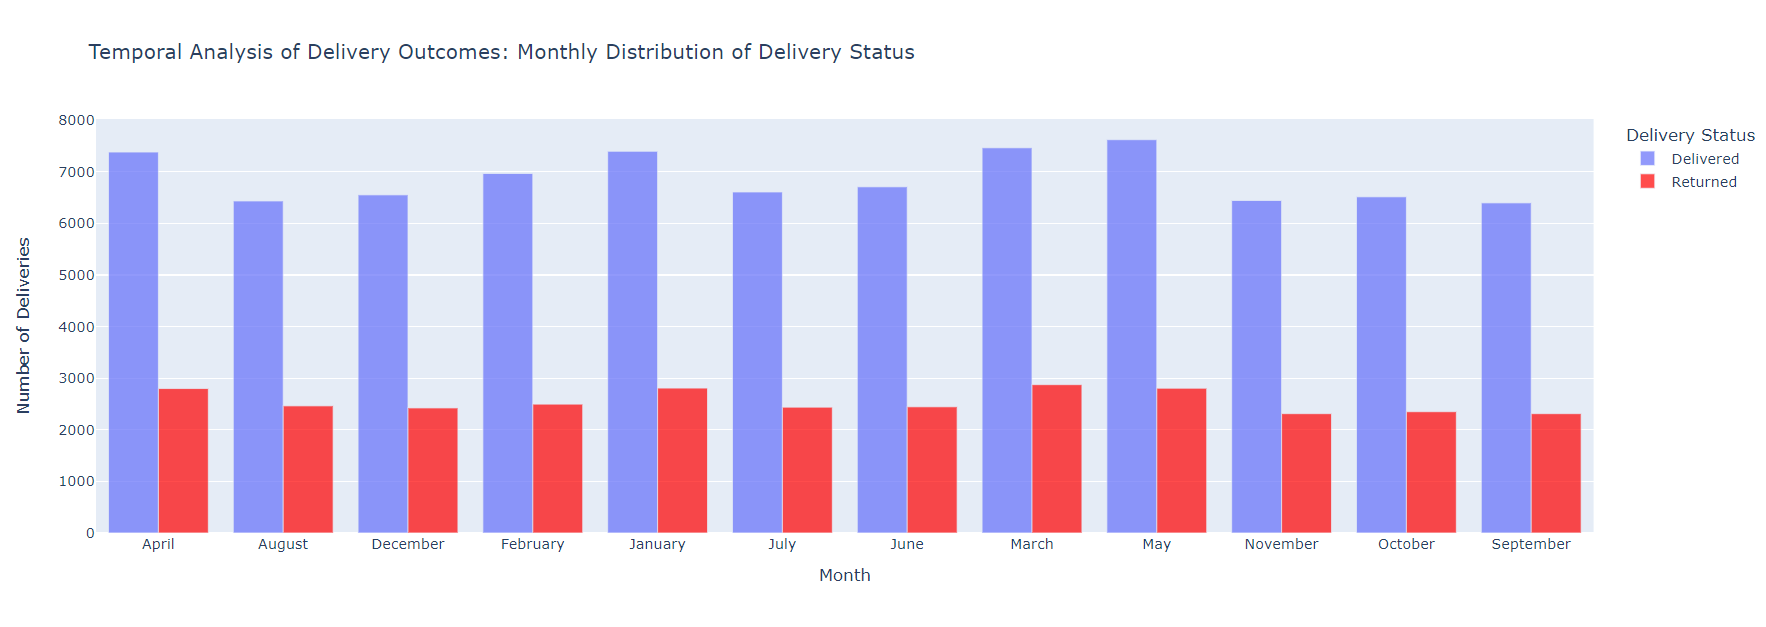 Temporal Analysis of Delivery Outcomes: Monthly Distribution of Delivery Status
Delivery Status
Delivered
Returned
Number of Deliveries
8000
7000
6000
5000
4000
3000
2000
1000
0
April August December February January July June March May November October September
Month